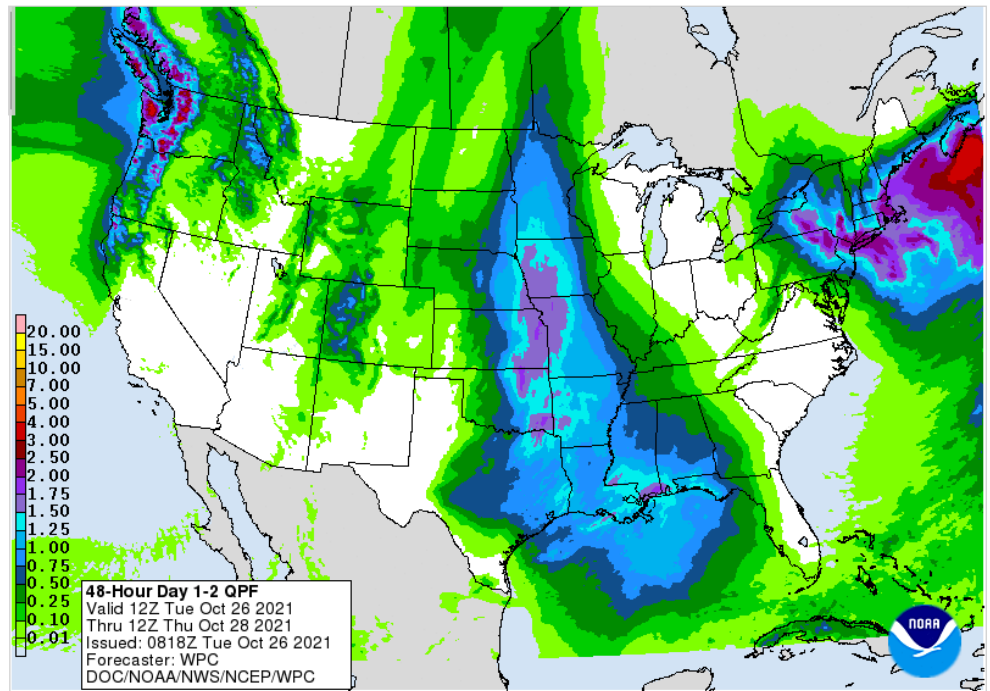 20.00
15.00
10.00
7.00
5.00
4.00
3.00
2.50
2.00
1.75
1.50
1.25
1.00
0.75
0.50
0.25
0.10
0.01
48-Hour Day 1-2 QPF
Valid 12Z Tue Oct 26 2021
Thru 12Z Thu Oct 28 2021
Issued: 0818Z Tue Oct 26 2021
Forecaster: WPC
DOC/NOAA/NWS/NCEP/WPC
NOAA